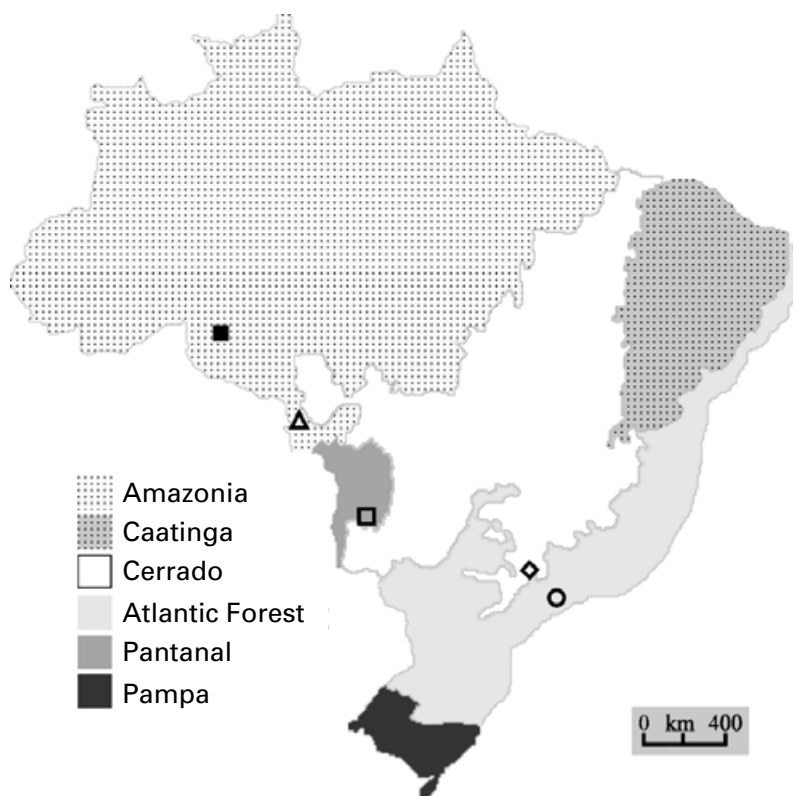 Amazonia
Caatinga
Cerrado
Atlantic Forest
Pantanal
Pampa
0 km 400